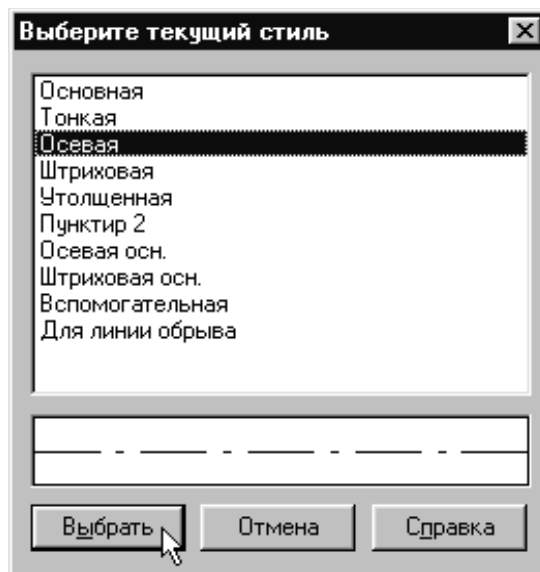 Выберите текущий стиль
Основная
Тонкая
Осевая
Штриховая
Утолщенная
Пунктир 2
Осевая осн.
Штриховая осн.
Вспомогательная
Для линии обрыва
Выбрать Отмена Справка